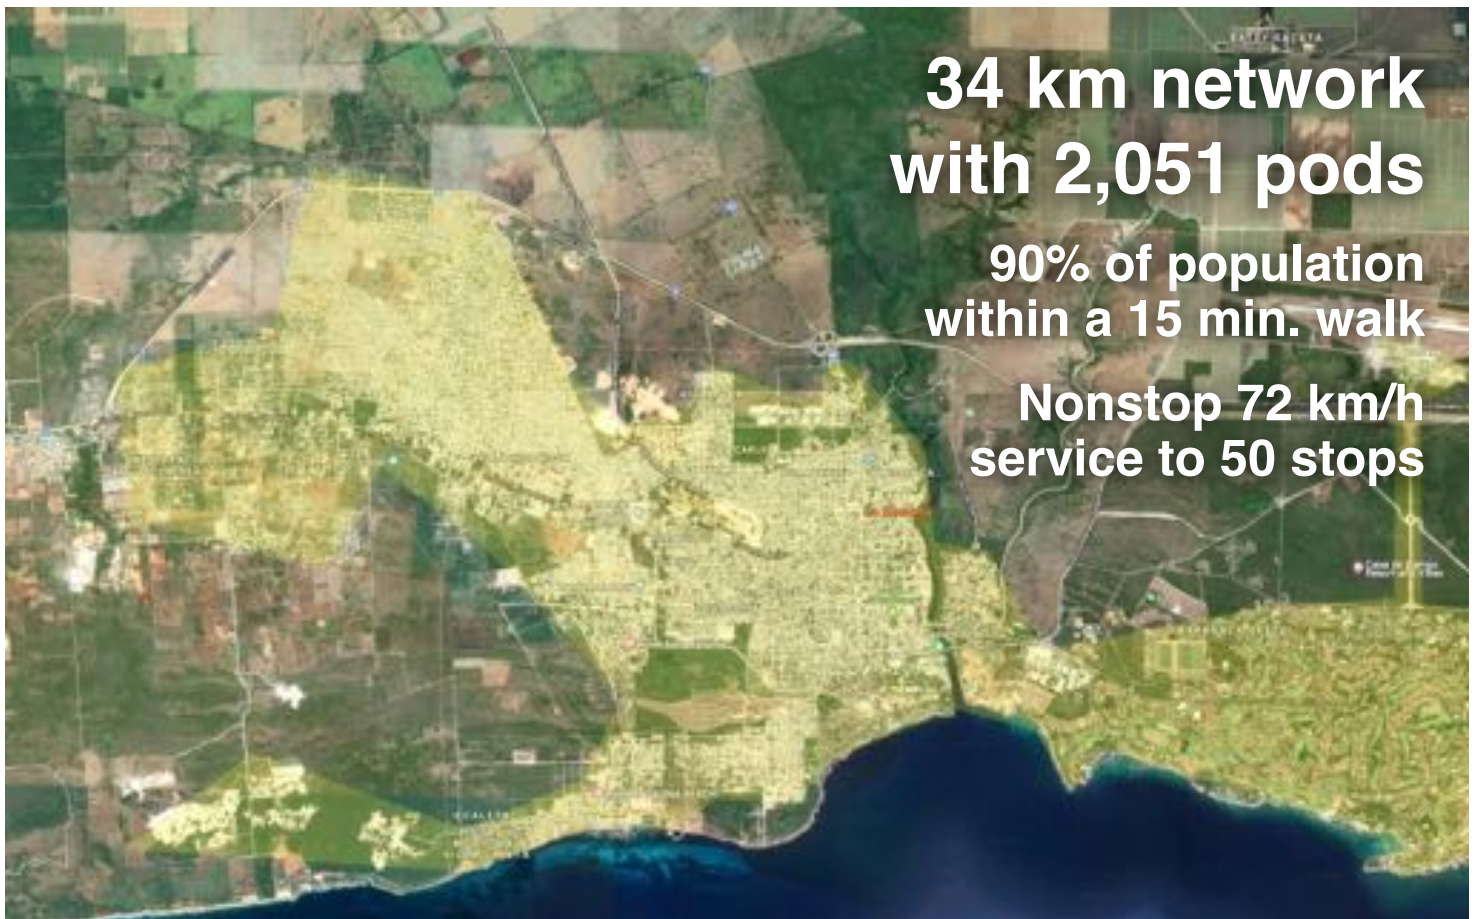 34 km network
with 2,051 pods
90% of population
within a 15 min. walk
Nonstop 72 km/h
service to 50 stops